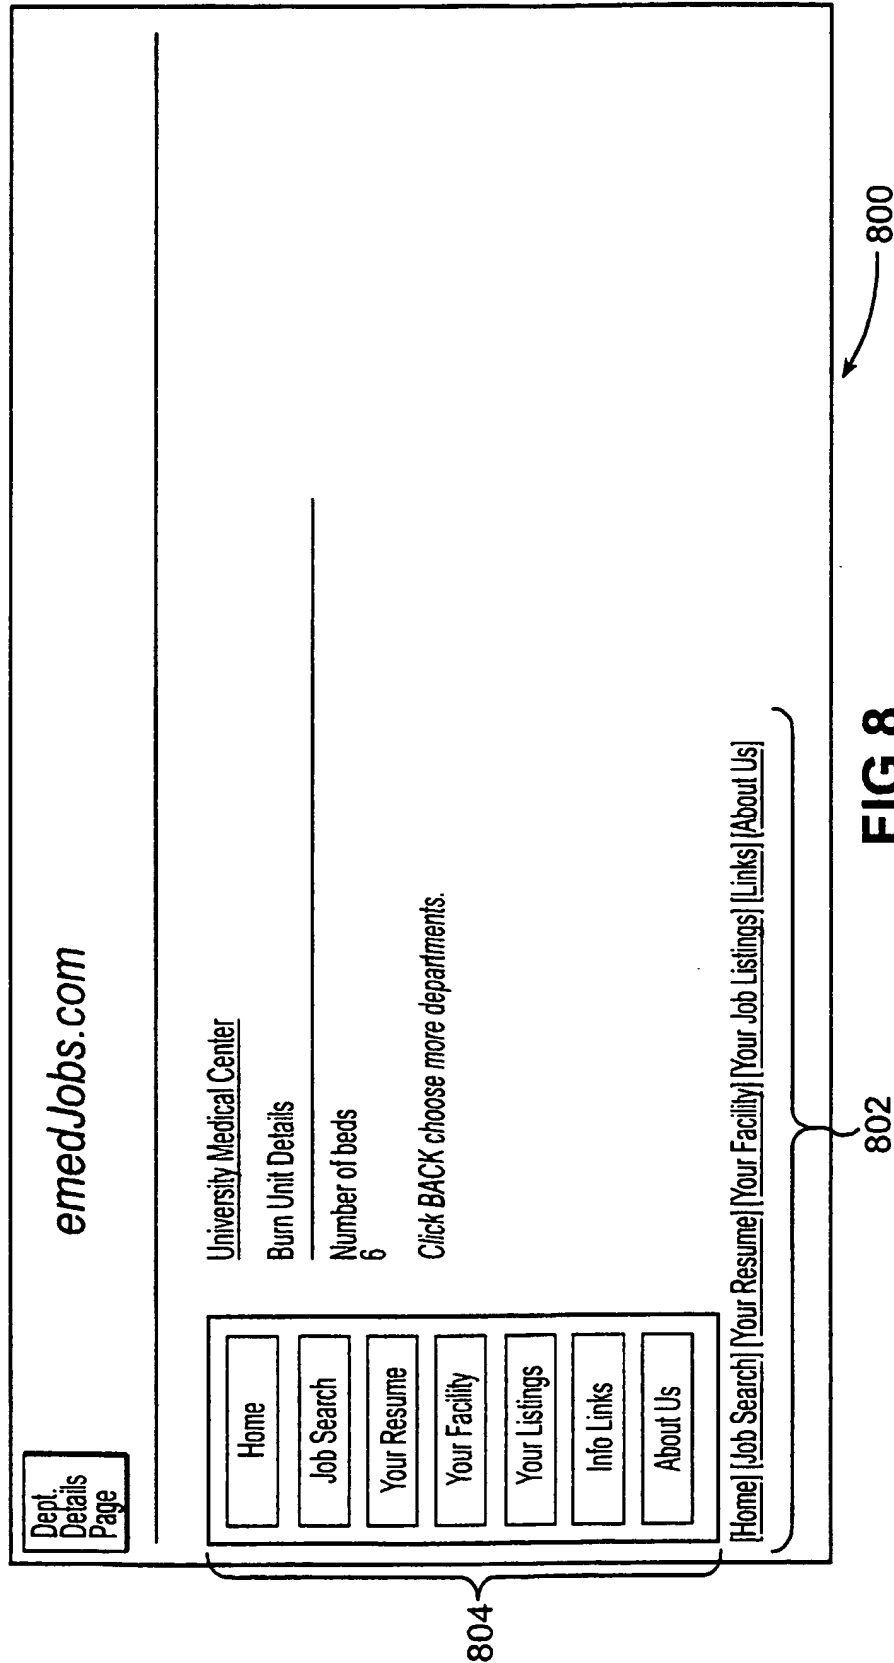 Dept.
Details
Page
emedJobs.com
University Medical Center
Burn Unit Details
Number of beds
6
Click BACK choose more departments.
Home
Job Search
Your Resume
Your Facility
Your Listings
Info Links
About Us
[Home] [Job Search] [Your Resume] [Your Facility] [Your Job Listings] [Links] [About Us]
804
802
800
FIG 8